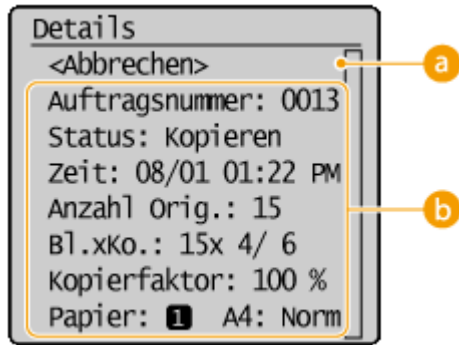 Details
<Abbrechen>
a
Auftragsnummer: 0013
Status: Kopieren
Zeit: 08/01 01:22 PM
Anzahl Orig.: 15
b
Bl.xKo.: 15x 4/ 6
Kopierfaktor: 100 %
Papier: 1 A4: Norm